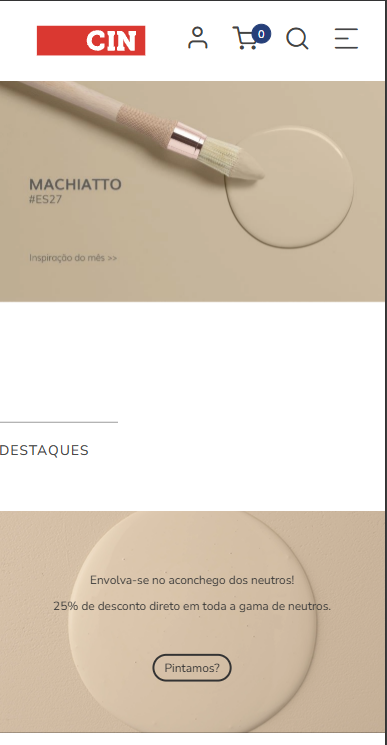 CIN
0
MACHIATTO
#ES27
Inspiração do mês >>
DESTAQUES
Envolva-se no aconchego dos neutros!
25% de desconto direto em toda a gama de neutros.
Pintamos?